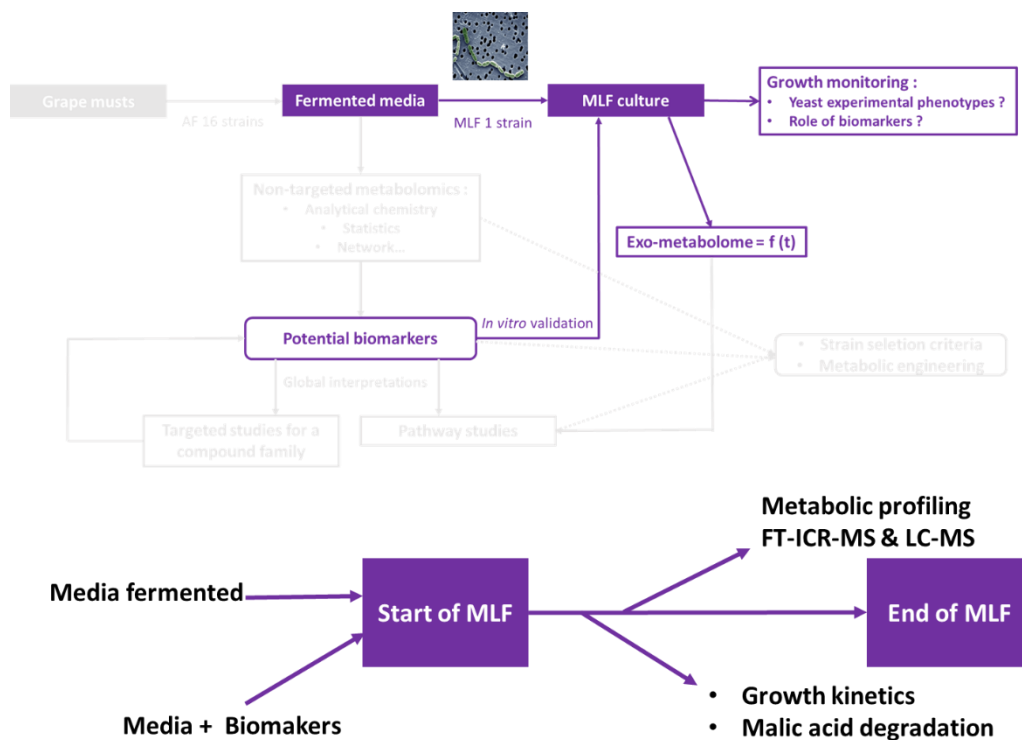 Grape musts
AF 16 strains
Fermented media
MLF 1 strain
MLF culture
Growth monitoring :
• Yeast experimental phenotypes ?
• Role of biomarkers ?
Non-targeted metabolomics :
• Analytical chemistry
• Statistics
• Network...
Exo-metabolome = f (t)
Potential biomarkers
In vitro validation
• Strain seletion criteria
• Metabolic engineering
Global interpretations
Targeted studies for a
compound family
Pathway studies
Metabolic profiling
FT-ICR-MS & LC-MS
Media fermented
Start of MLF
End of MLF
Media + Biomakers
• Growth kinetics
• Malic acid degradation